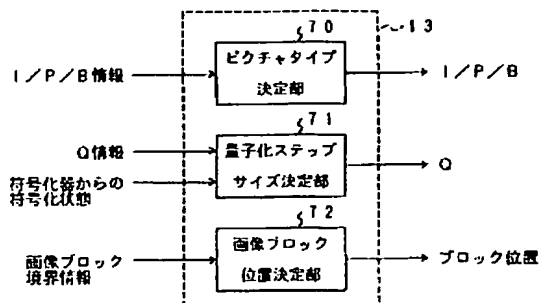 70
13
I/P/B情報
ピクチャタイプ
決定部
I/P/B
71
Q情報
量子化ステップ
サイズ決定部
Q
符号化器からの
符号化状態
72
画像ブロック
境界情報
画像ブロック
位置決定部
ブロック位置